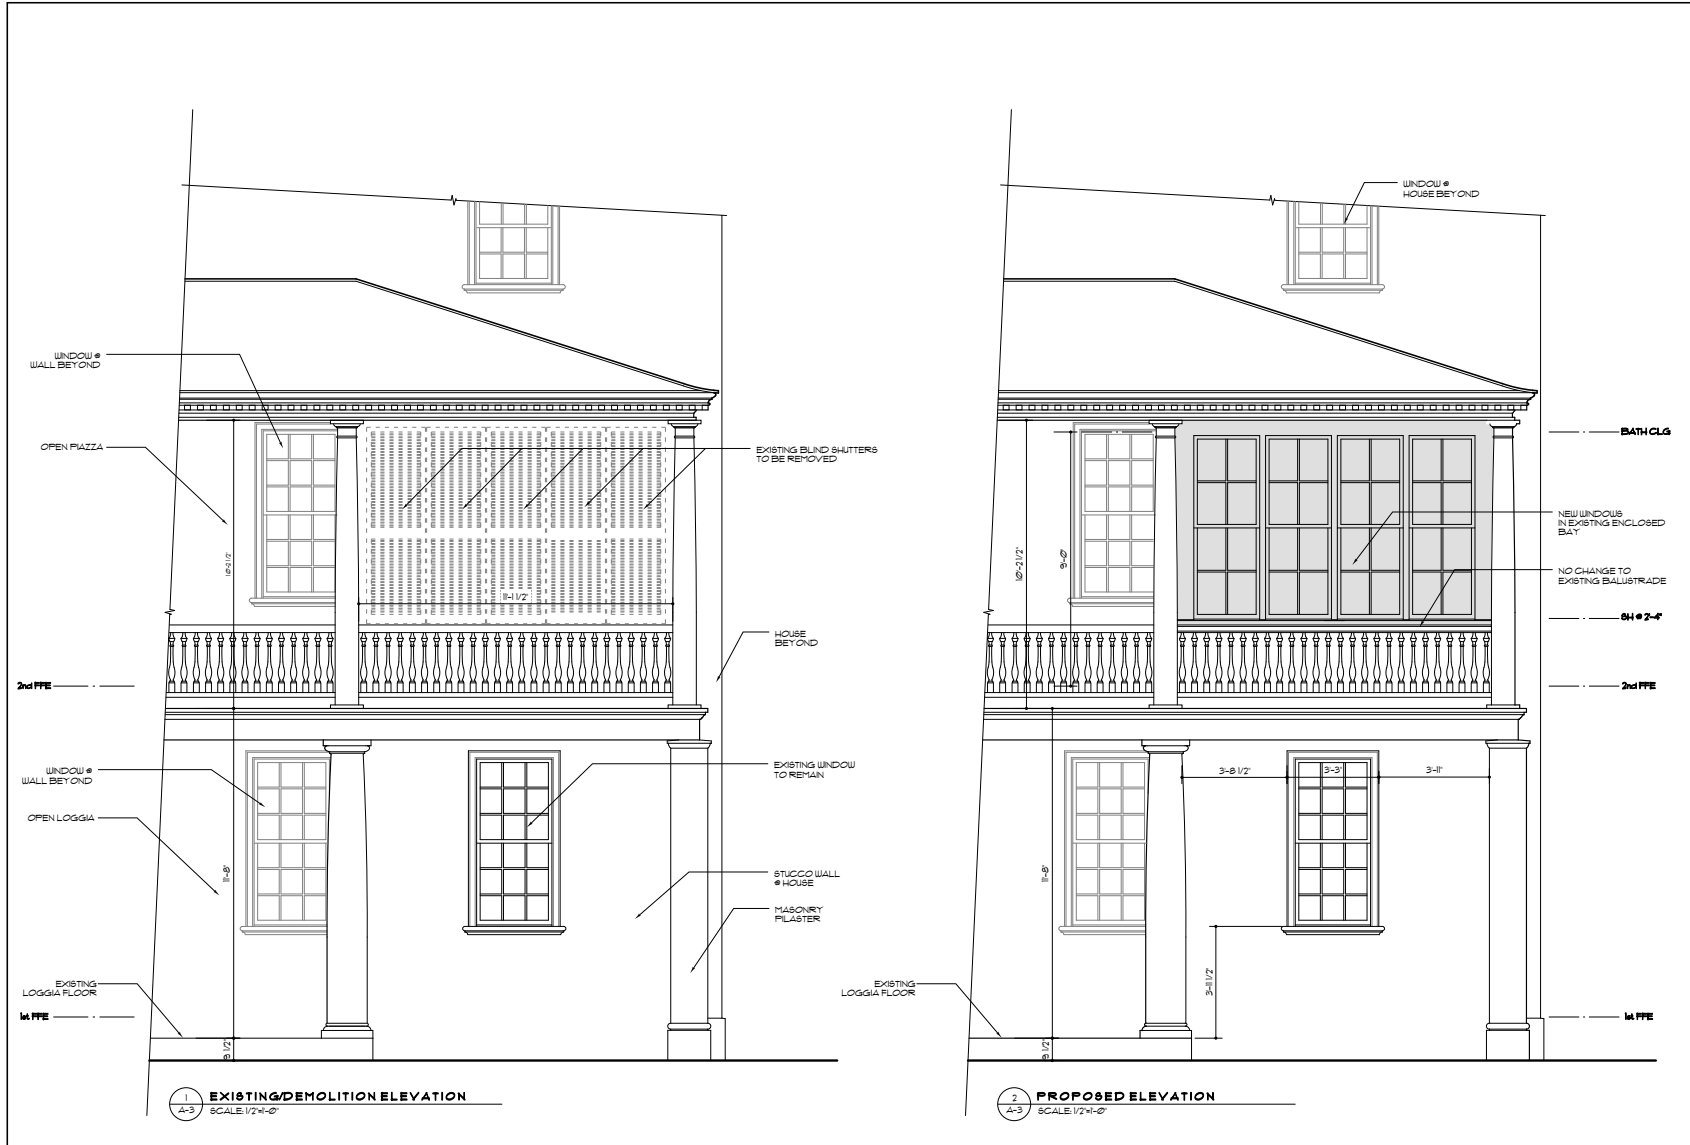 WINDOW @
WALL BEYOND
OPEN PIAZZA
10'-2 1/2"
EXISTING BLIND SHUTTERS
TO BE REMOVED
11'-1 1/2"
HOUSE
BEYOND
2nd FFE
WINDOW @
WALL BEYOND
OPEN LOGGIA
11'-8"
EXISTING WINDOW
TO REMAIN
STUCCO WALL
@ HOUSE
MASONRY
PILASTER
EXISTING
LOGGIA FLOOR
1st FFE
9 1/2"
1
A-3
EXISTING/DEMOLITION ELEVATION
SCALE: 1/2"=1'-0"
WINDOW @
HOUSE BEYOND
BATH CLG
10'-2 1/2"
9'-0"
NEW WINDOWS
IN EXISTING ENCLOSED
BAY
NO CHANGE TO
EXISTING BALUSTRADE
SH @ 2'-4"
2nd FFE
3'-8 1/2"
3'-3"
3'-11"
11'-8"
3'-11 1/2"
EXISTING
LOGGIA FLOOR
1st FFE
9 1/2"
2
A-3
PROPOSED ELEVATION
SCALE: 1/2"=1'-0"